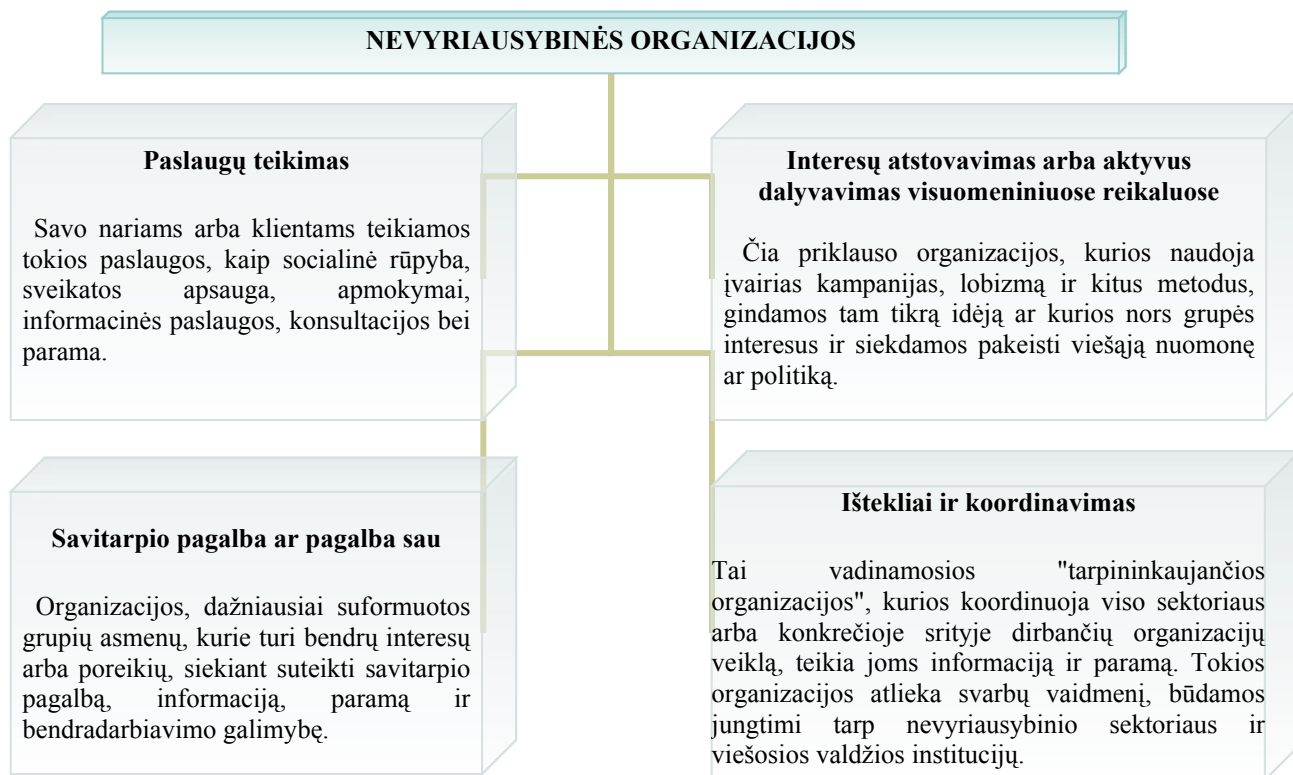 NEVYRIAUSYBINĖS ORGANIZACIJOS
Paslaugų teikimas
Savo nariams arba klientams teikiamos
tokios paslaugos, kaip socialinė rūpyba,
sveikatos apsauga, apmokymai,
informacinės paslaugos, konsultacijos bei
parama.
Interesų atstovavimas arba aktyvus
dalyvavimas visuomeniniuose reikaluose
Čia priklauso organizacijos, kurios naudoja
įvairias kampanijas, lobizmą ir kitus metodus,
gindamos tam tikrą idėją ar kurios nors grupės
interesus ir siekdamos pakeisti viešąją nuomonę
ar politiką.
Savitarpio pagalba ar pagalba sau
Organizacijos, dažniausiai suformuotos
grupių asmenų, kurie turi bendrų interesų
arba poreikių, siekiant suteikti savitarpio
pagalbą, informaciją, paramą ir
bendradarbiavimo galimybę.
Ištekliai ir koordinavimas
Tai vadinamosios "tarpininkaujančios
organizacijos", kurios koordinuoja viso sektoriaus
arba konkrečioje srityje dirbančių organizacijų
veiklą, teikia joms informaciją ir paramą. Tokios
organizacijos atlieka svarbų vaidmenį, būdamos
jungtimi tarp nevyriausybinio sektoriaus ir
viešosios valdžios institucijų.